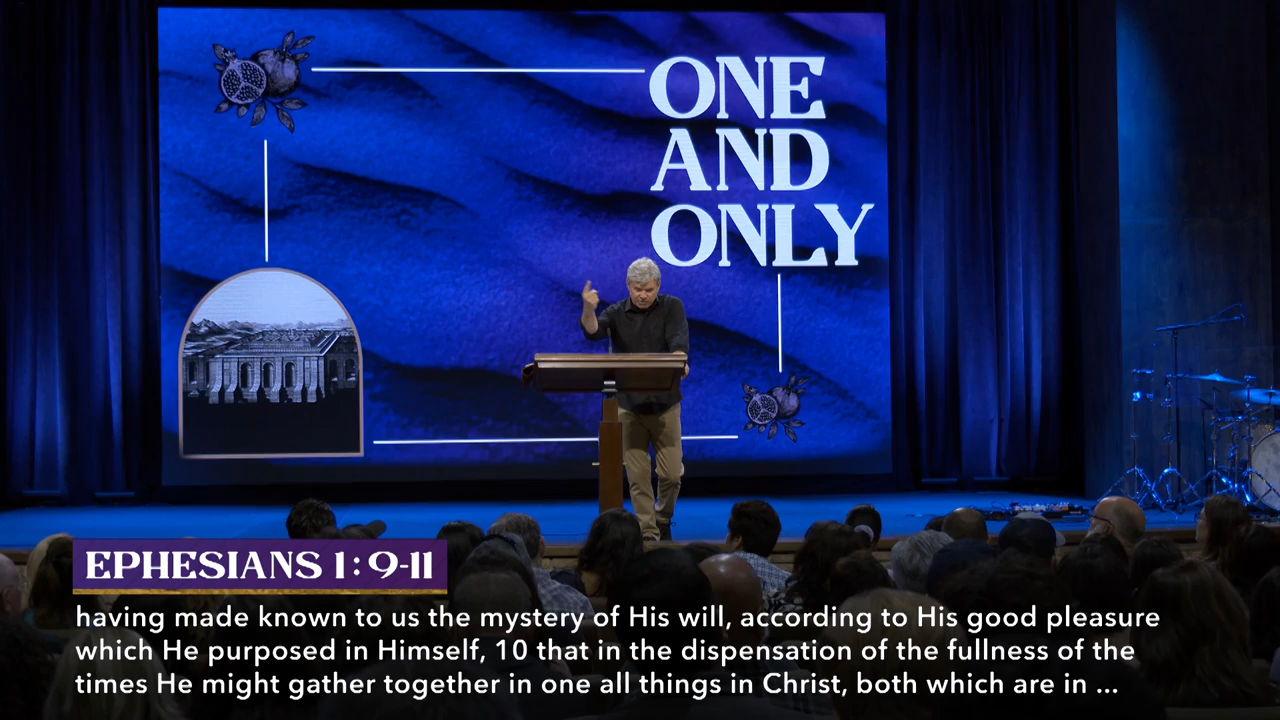 ONE
AND
ONLY
EPHESIANS 1:9-11
having made known to us the mystery of His will, according to His good pleasure
which He purposed in Himself, 10 that in the dispensation of the fullness of the
times He might gather together in one all things in Christ, both which are in ...